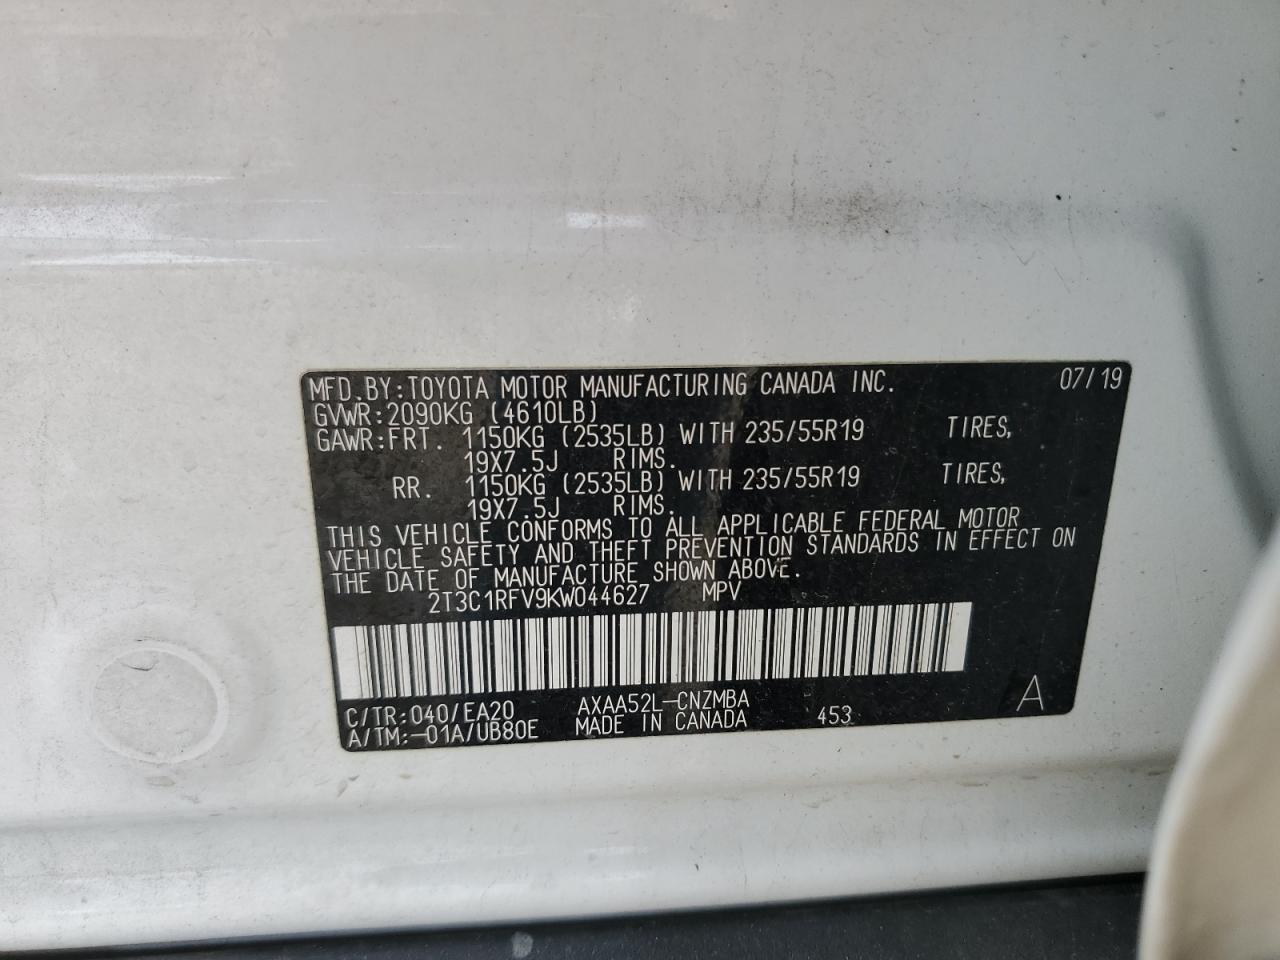 MFD.BY:TOYOTA MOTOR MANUFACTURING CANADA INC. 07/19
GVWR:2090KG (4610LB)
GAWR:FRT. 1150KG (2535LB) WITH 235/55R19 TIRES,
19X7.5J RIMS.
RR. 1150KG (2535LB) WITH 235/55R19 TIRES,
19X7.5J RIMS.
THIS VEHICLE CONFORMS TO ALL APPLICABLE FEDERAL MOTOR
VEHICLE SAFETY AND THEFT PREVENTION STANDARDS IN EFFECT ON
THE DATE OF MANUFACTURE SHOWN ABOVE.
2T3C1RFV9KW044627 MPV
C/TR:040/EA20 AXAA52L-CNZMBA A
A/TM:-01A/UB80E MADE IN CANADA 453